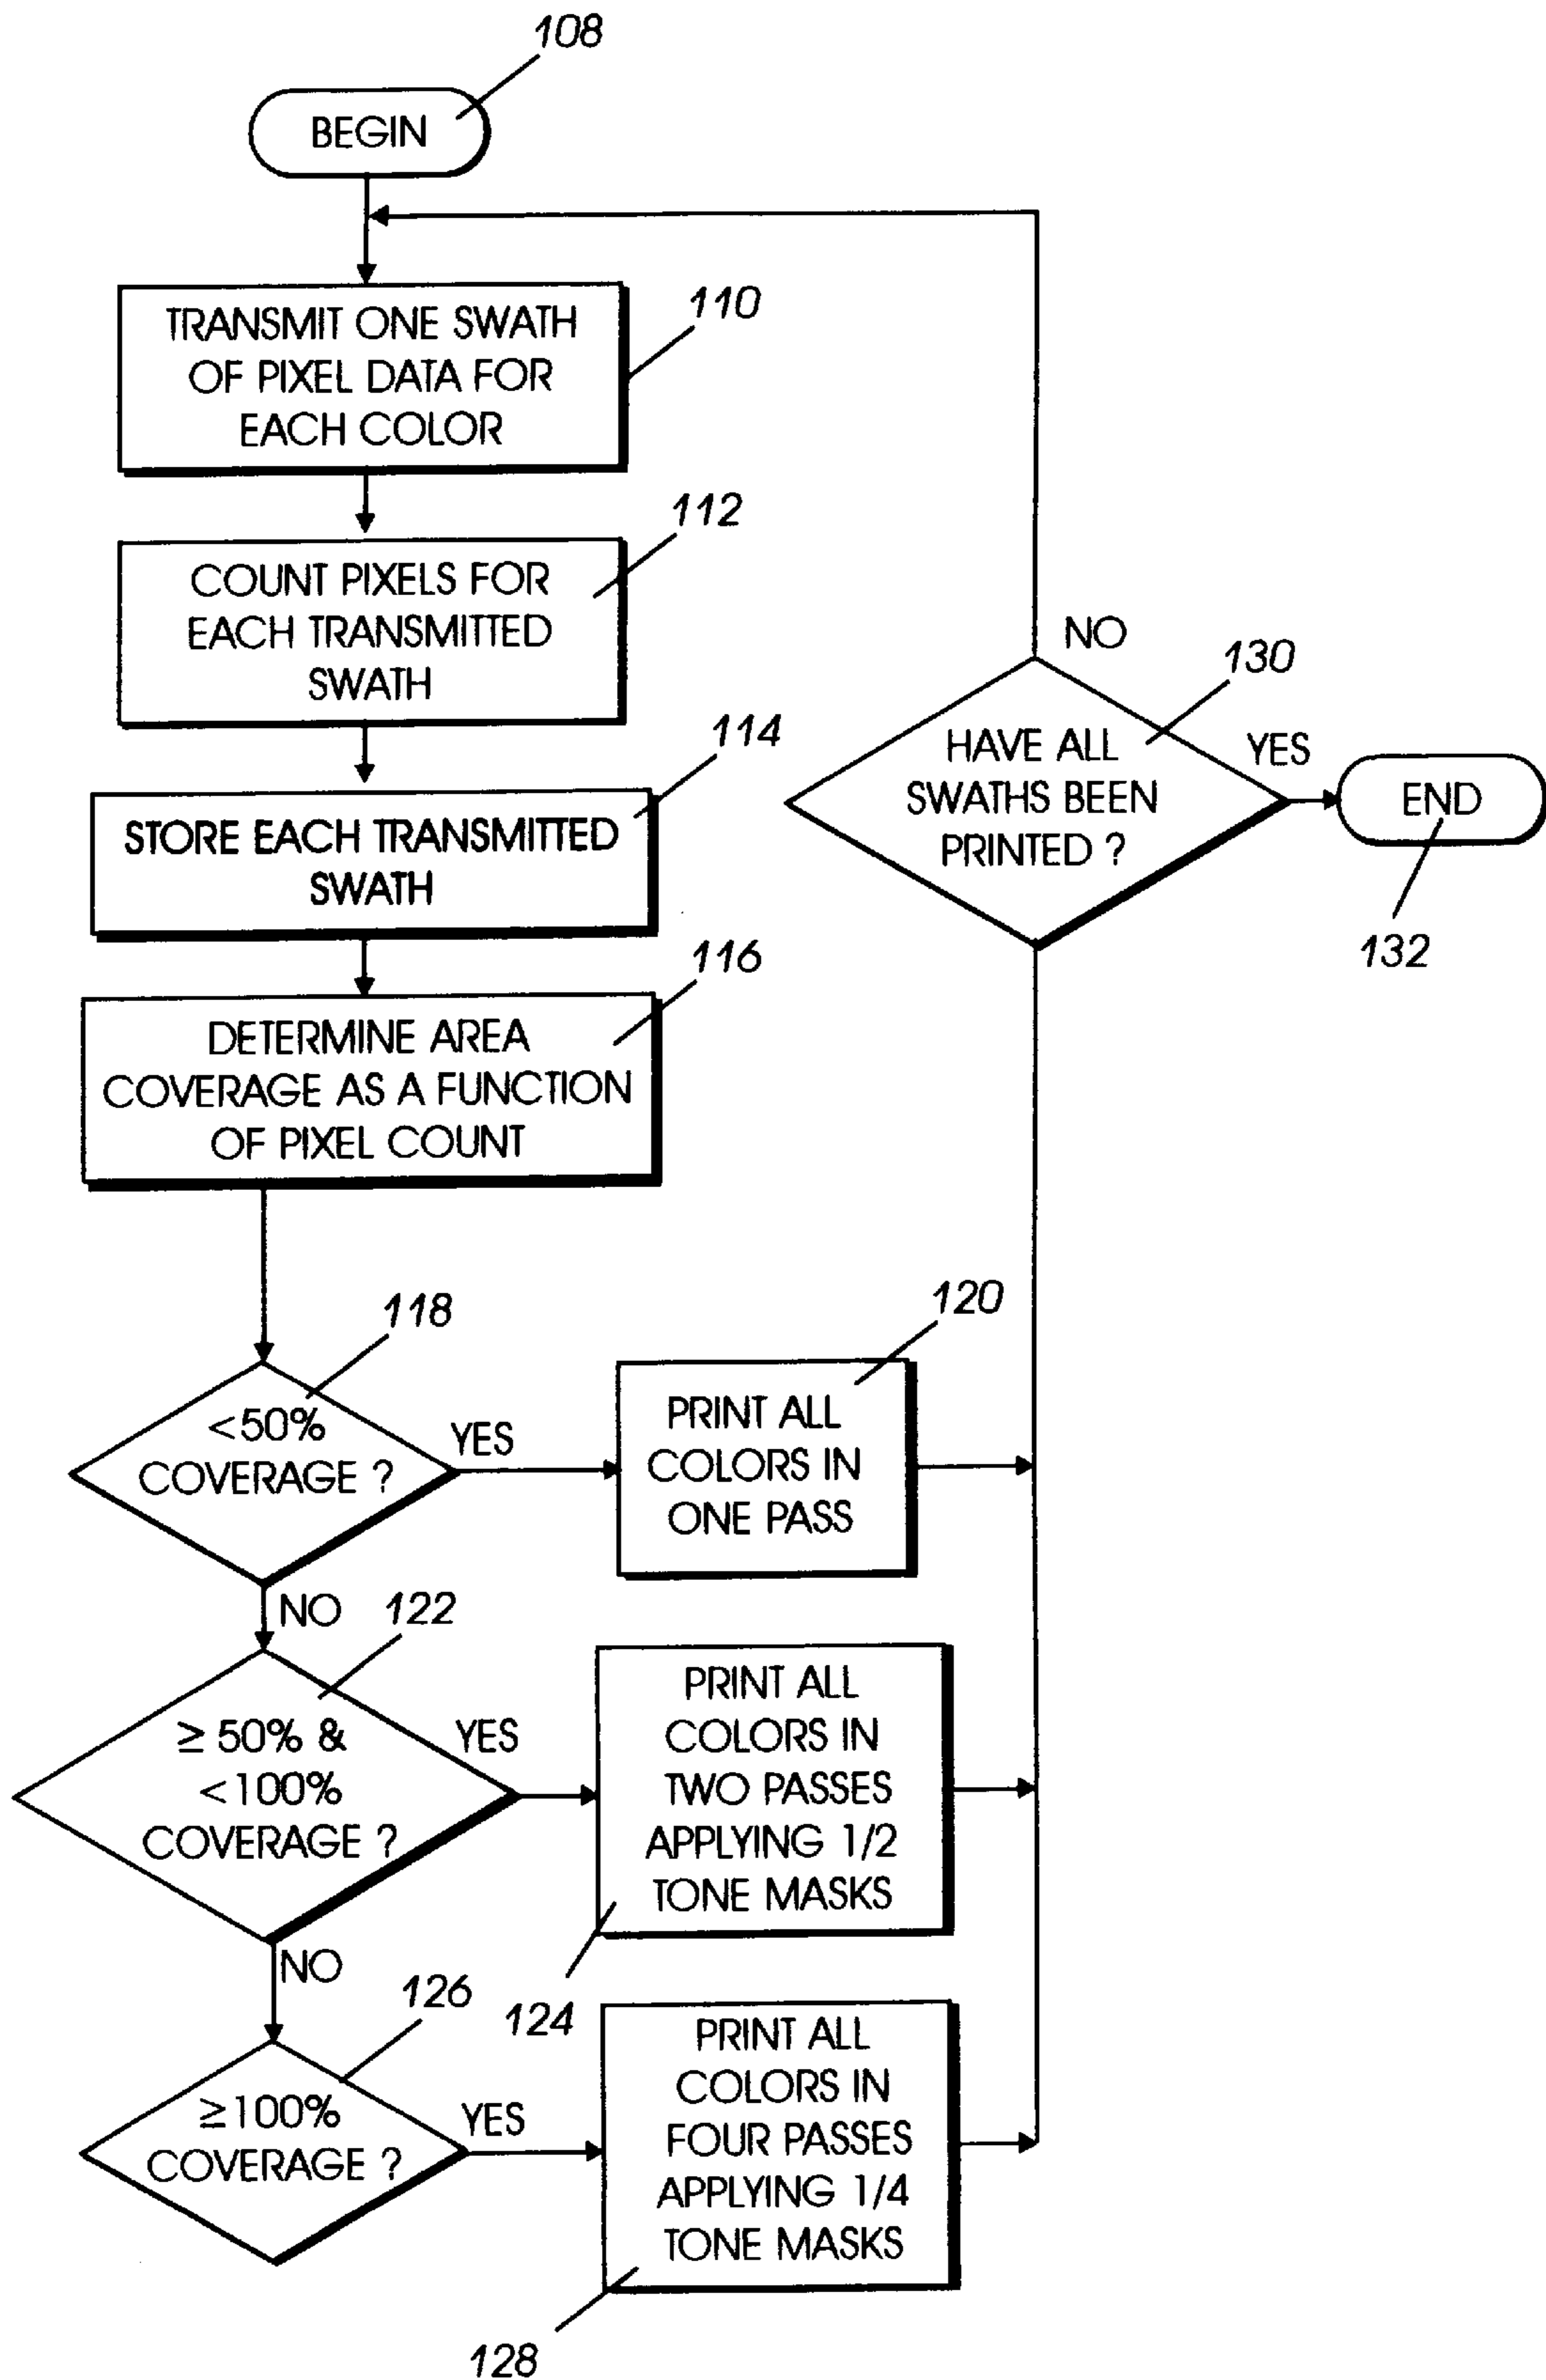 108
BEGIN
110
TRANSMIT ONE SWATH
OF PIXEL DATA FOR
EACH COLOR
112
COUNT PIXELS FOR
EACH TRANSMITTED
SWATH
114
STORE EACH TRANSMITTED
SWATH
116
DETERMINE AREA
COVERAGE AS A FUNCTION
OF PIXEL COUNT
118
<50%
COVERAGE ?
YES
120
PRINT ALL
COLORS IN
ONE PASS
NO
122
≥ 50% &
<100%
COVERAGE ?
YES
PRINT ALL
COLORS IN
TWO PASSES
APPLYING 1/2
TONE MASKS
124
NO
126
≥100%
COVERAGE ?
YES
PRINT ALL
COLORS IN
FOUR PASSES
APPLYING 1/4
TONE MASKS
128
NO
130
HAVE ALL
SWATHS BEEN
PRINTED ?
YES
END
132